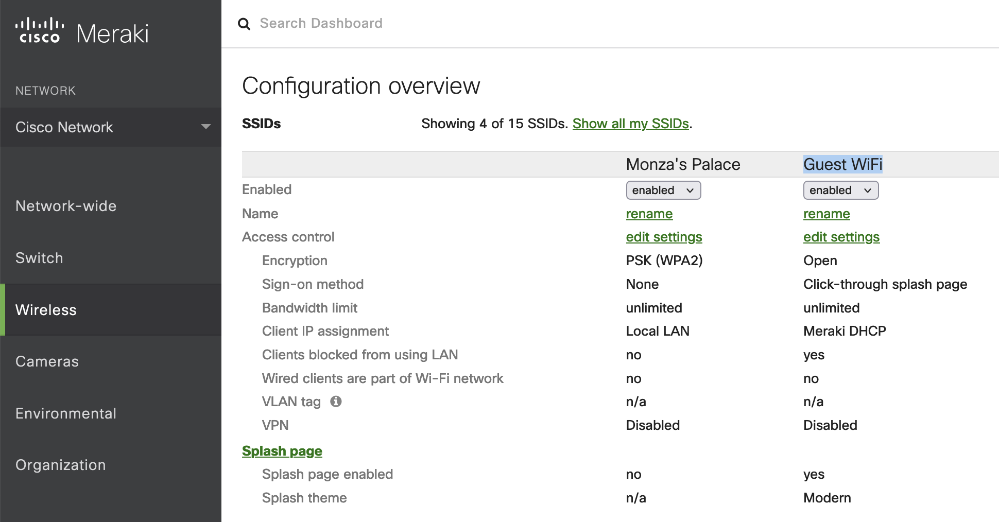 cisco Meraki
Search Dashboard
NETWORK
Cisco Network
Network-wide
Switch
Wireless
Cameras
Environmental
Organization
Configuration overview
SSIDs Showing 4 of 15 SSIDs. Show all my SSIDs.
Monza's Palace Guest WiFi
Enabled enabled enabled
Name rename rename
Access control edit settings edit settings
Encryption PSK (WPA2) Open
Sign-on method None Click-through splash page
Bandwidth limit unlimited unlimited
Client IP assignment Local LAN Meraki DHCP
Clients blocked from using LAN no yes
Wired clients are part of Wi-Fi network no no
VLAN tag n/a n/a
VPN Disabled Disabled
Splash page
Splash page enabled no yes
Splash theme n/a Modern